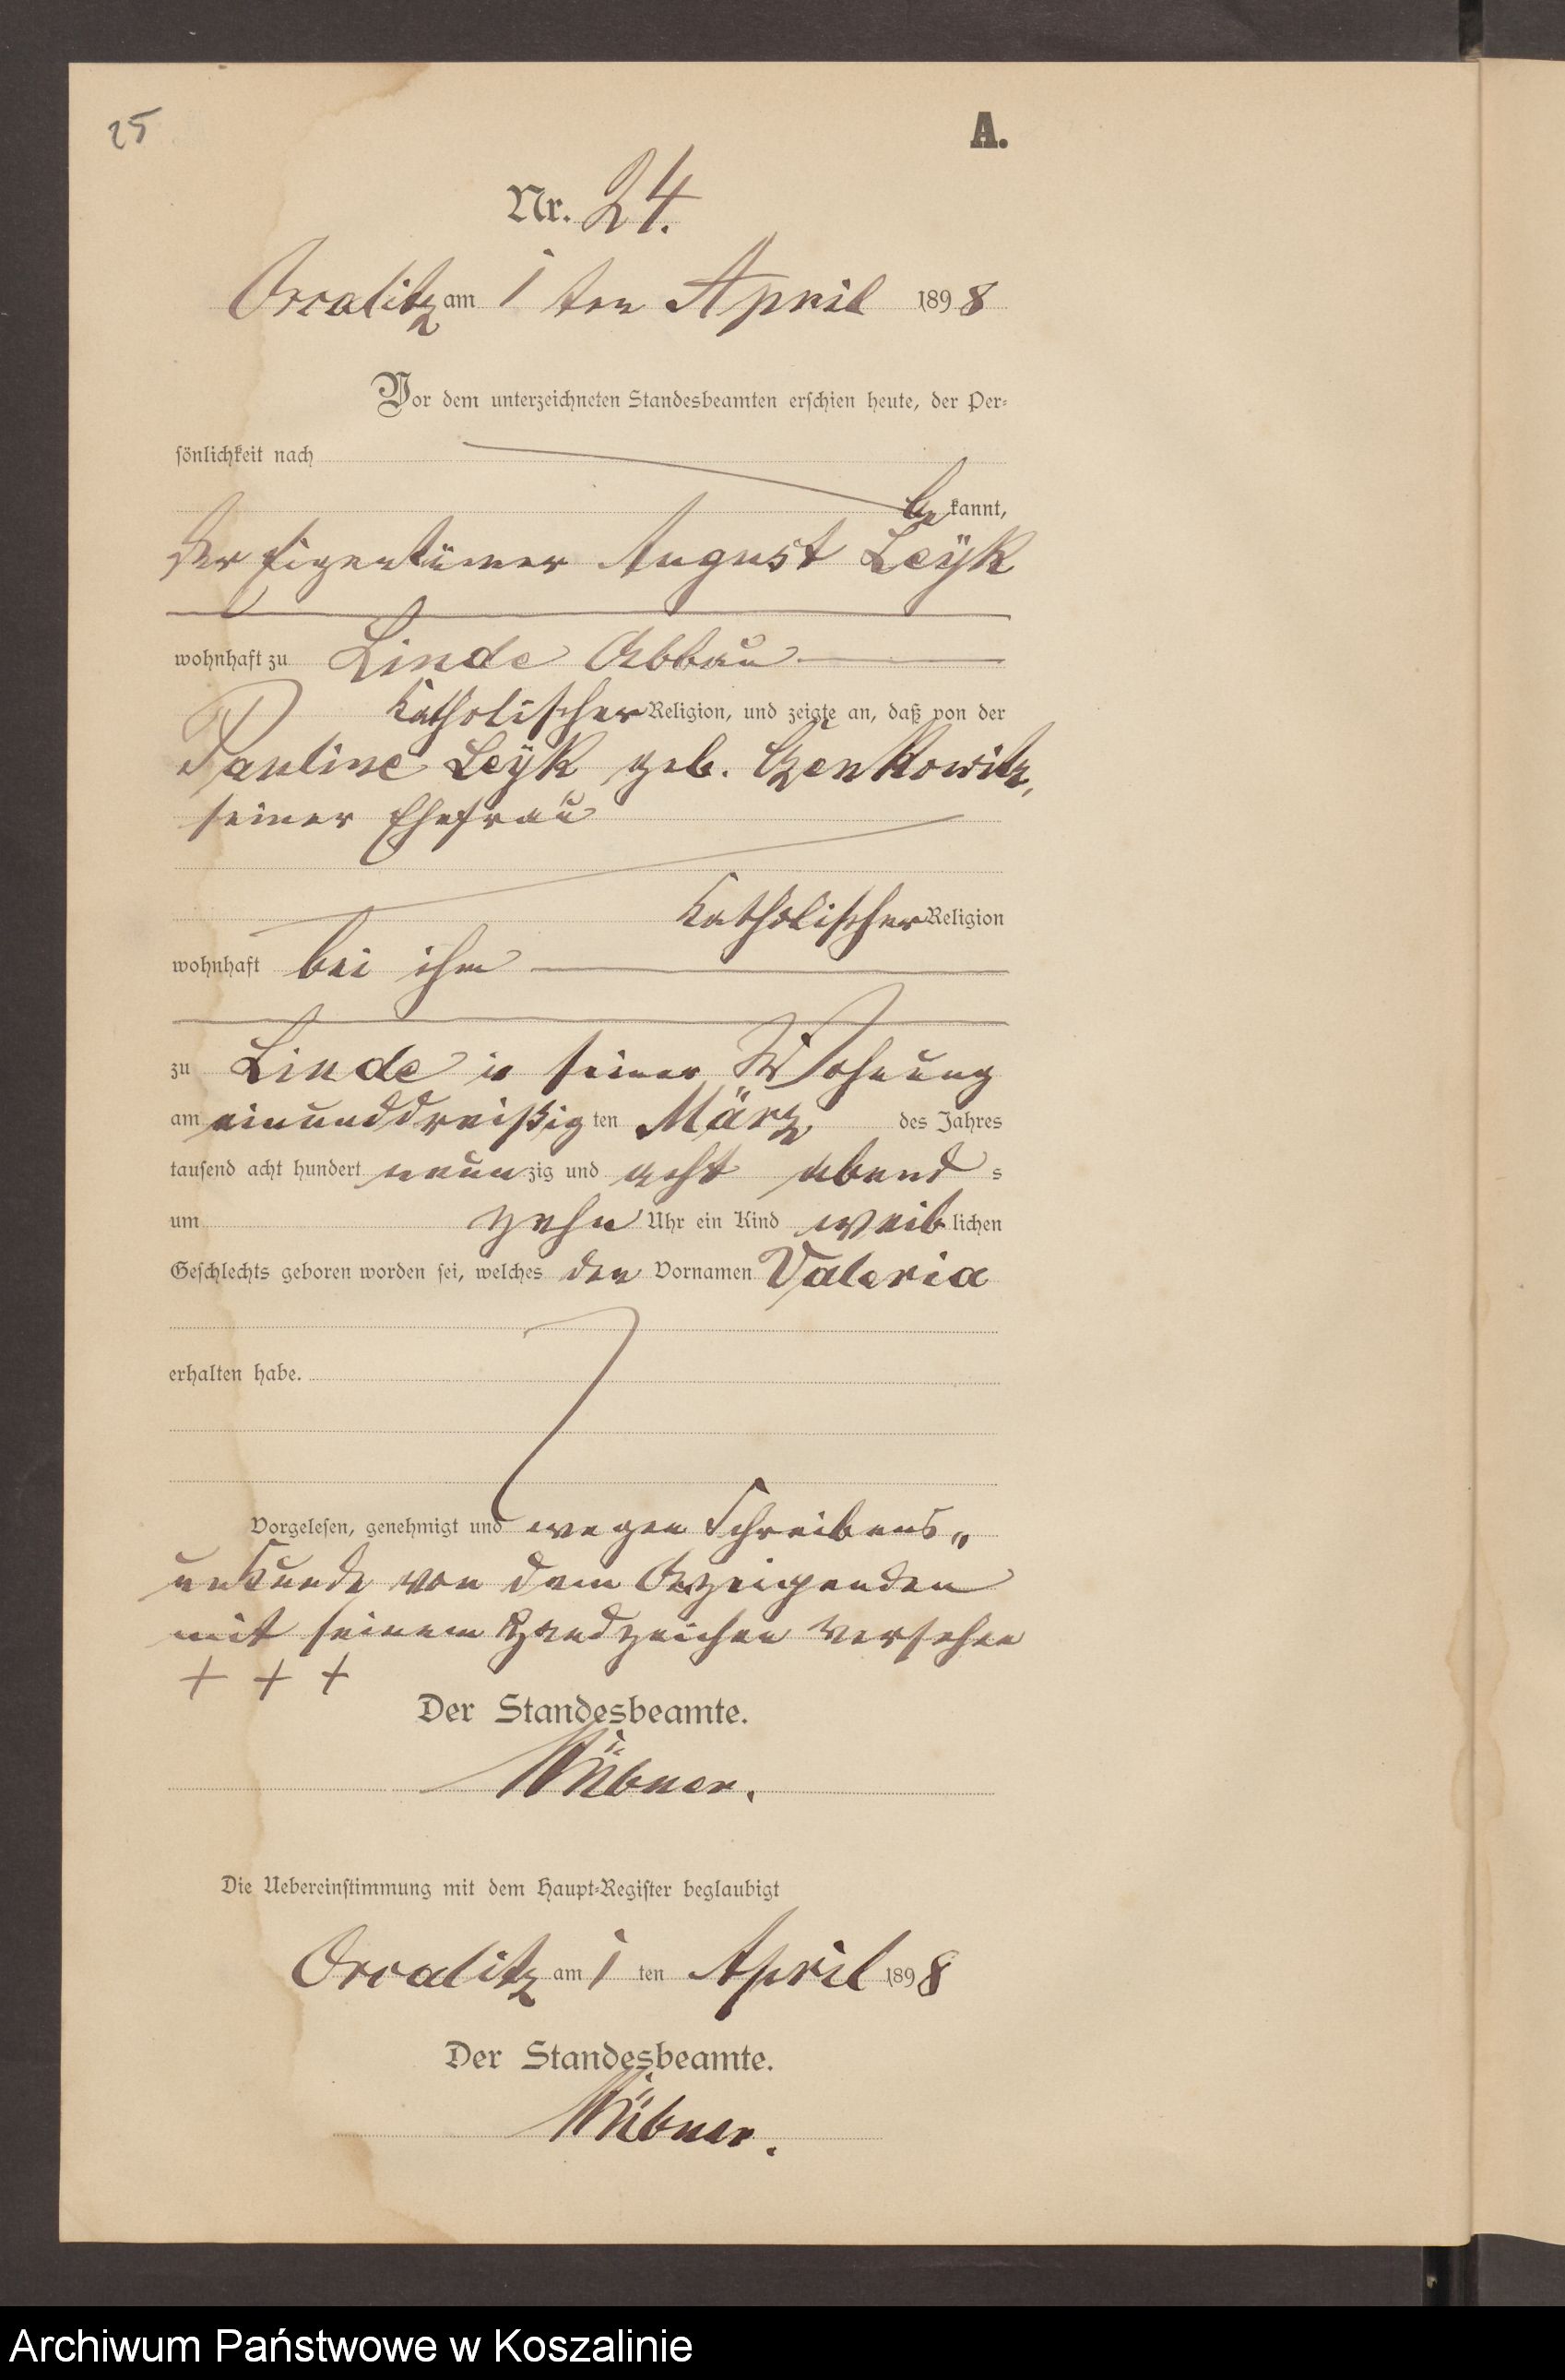 25
A.
Nr. 24.
am 1 ten April 1898
Vor dem unterzeichneten Standesbeamten erschien heute, der Per-
sönlichkeit nach
be kannt,
der Eigentümer August Leÿk
wohnhaft zu Linde Abbau
katholischer Religion, und zeigte an, daß von der
Pauline Leÿk geb. Czenkowitz,
seiner Ehefrau
katholischer Religion
wohnhaft bei ihm
zu Linde in seiner Wohnung
am einunddreißig ten März des Jahres
tausend acht hundert neunzig und acht abend s
um zehn Uhr ein Kind weib lichen
Geschlechts geboren worden sei, welches den Vornamen Valeria
erhalten habe.
Vorgelesen, genehmigt und wegen Schreibens„
unkunde von dem Anzeigenden
mit seinem Handzeichen versehen
+ + +
Der Standesbeamte.
Die Uebereinstimmung mit dem Haupt-Register beglaubigt
am 1 ten April 1898
Der Standesbeamte.
Archiwum Państwowe w Koszalinie